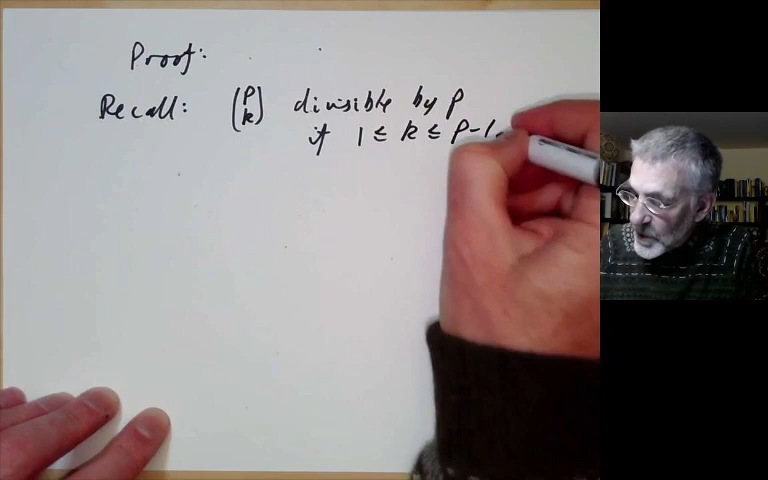 Proof:
Recall: (p k) divisible by p
if 1 ≤ k ≤ p-1.